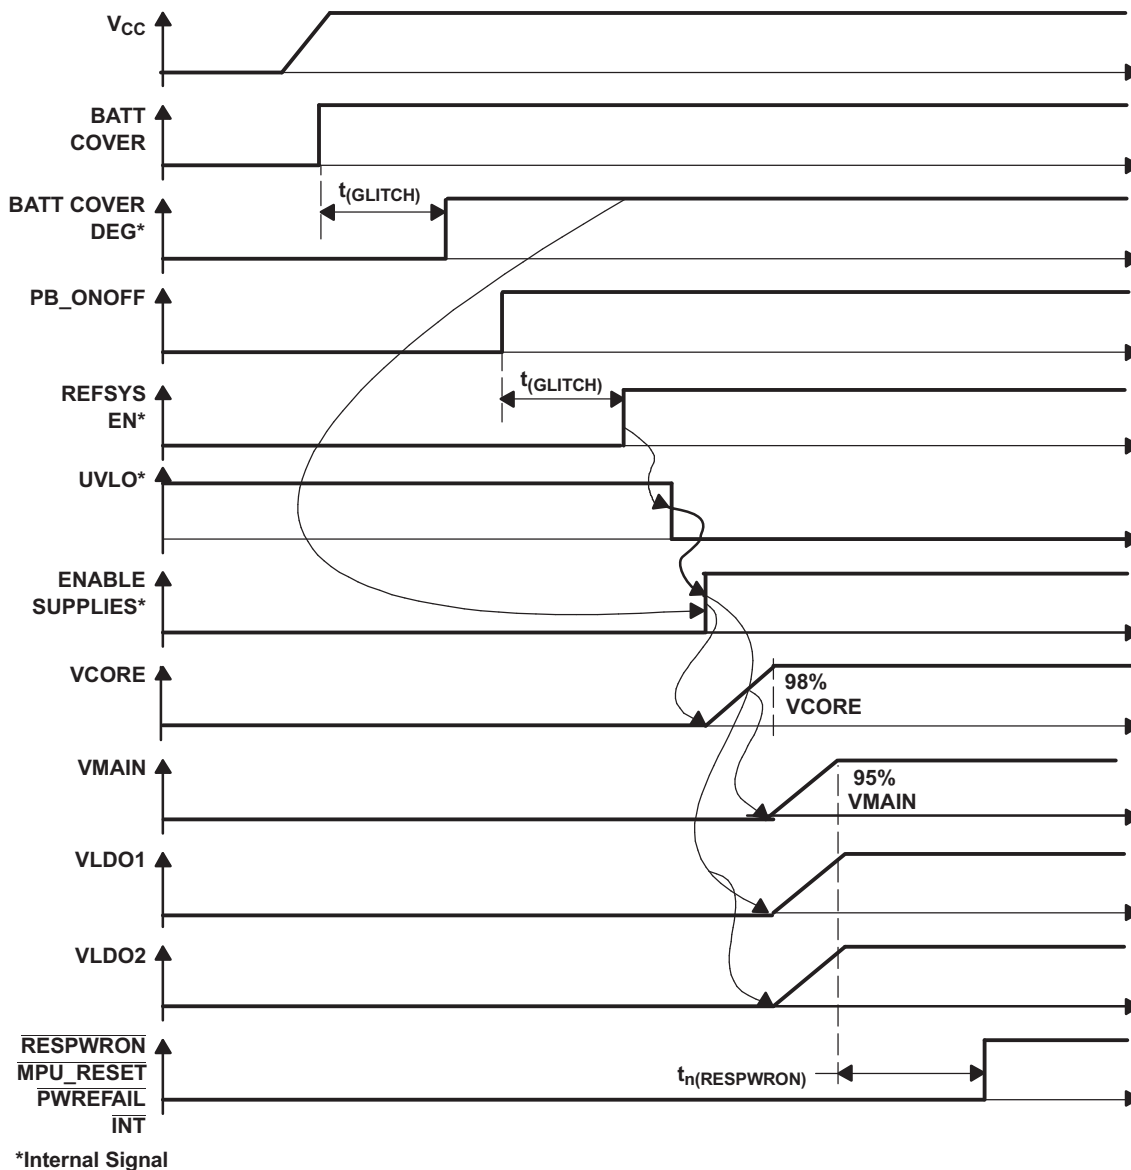 VCC
BATT
COVER
t(GLITCH)
BATT COVER
DEG*
PB_ONOFF
t(GLITCH)
REFSYS
EN*
UVLO*
ENABLE
SUPPLIES*
VCORE
98%
VCORE
VMAIN
95%
VMAIN
VLDO1
VLDO2
RESPWRON
MPU_RESET
PWREFAIL
INT
tn(RESPWRON)
*Internal Signal